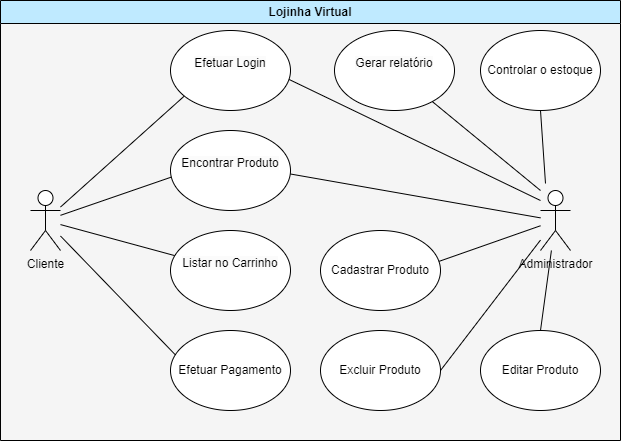 Lojinha Virtual
Efetuar Login
Gerar relatório
Controlar o estoque
Encontrar Produto
Cliente
Listar no Carrinho
Cadastrar Produto
Administrador
Efetuar Pagamento
Excluir Produto
Editar Produto